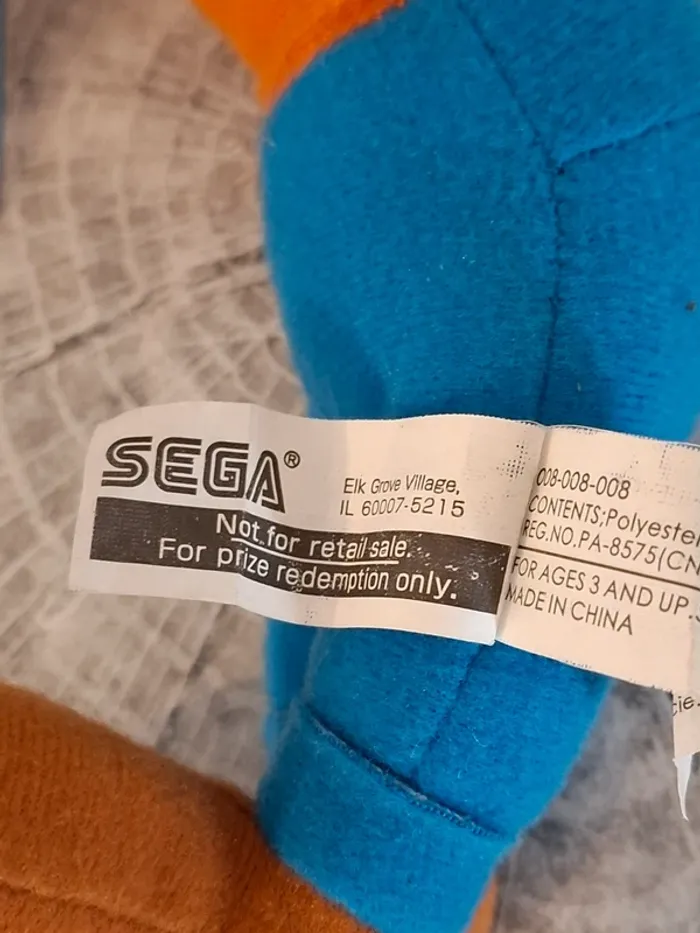 SEGA®
Elk Grove Village,
IL 60007-5215
Not for retail sale.
For prize redemption only.
008-008-008
CONTENTS;Polyester
REG.NO.PA-8575(CN
FOR AGES 3 AND UP.
MADE IN CHINA